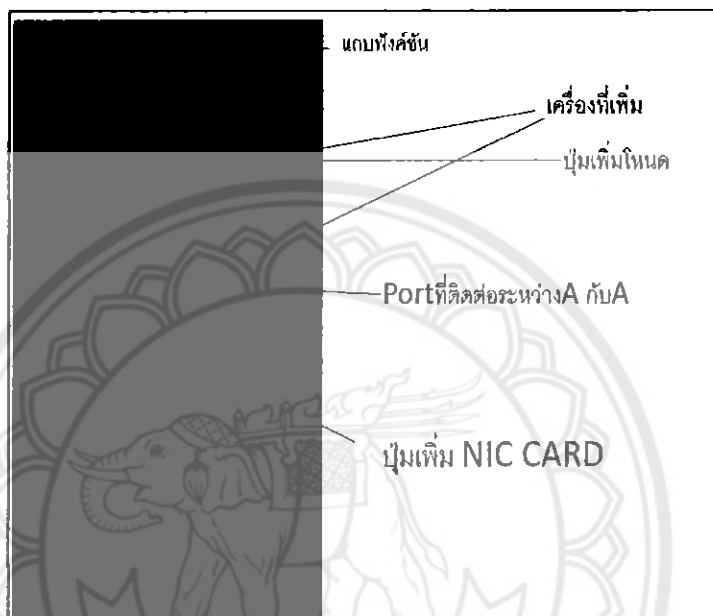 แถบฟังค์ชัน
เครื่องที่เพิ่ม
ปุ่มเพิ่มโหนด
Portที่ติดต่อระหว่างA กับA
ปุ่มเพิ่ม NIC CARD